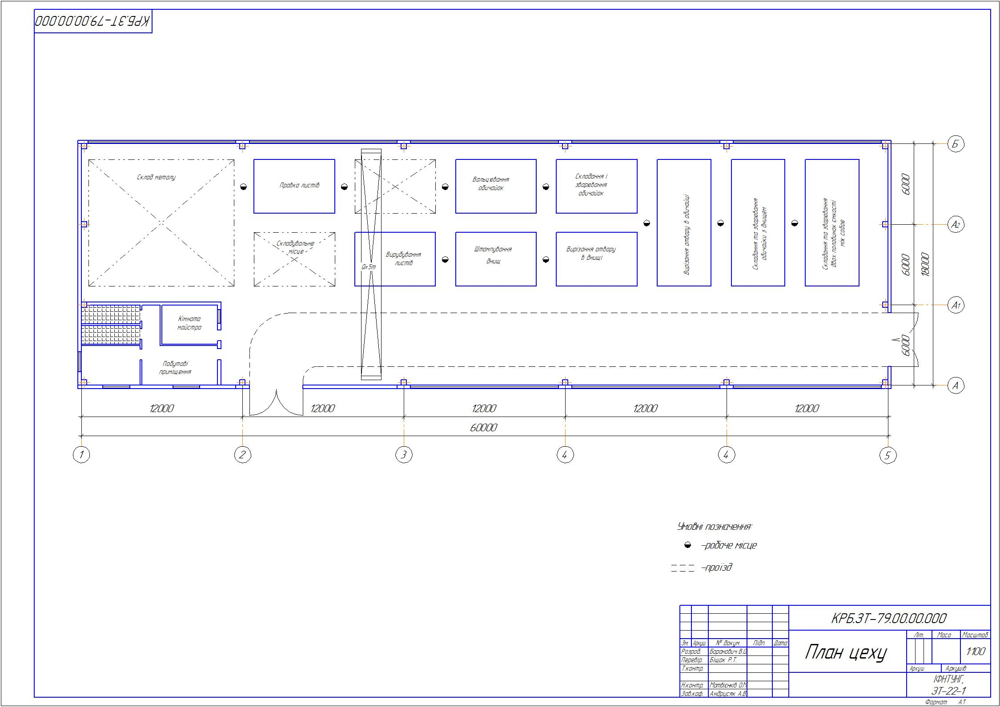 КРБ.ЗТ-79.00.00.000
Б
Склад металу
Правка листів
Вальцювання
обичайок
Складання і
зварювання
обичайок
Вирізання отвору в обичайці
Складання та зварювання
обичайки з днищем
Складання та зварювання
двох половинок ємкості
між собою
6000
А2
Складувальне
місце
Вирубування
листів
Q=5т
Штампування
днищ
Вирізання отвору
в днищі
6000
18000
А1
Кімната
майстра
6000
Побутові
приміщення
А
12000
12000
12000
12000
12000
60000
1
2
3
4
4
5
Умовні позначення:
-робоче місце
-проїзд
КРБ.ЗТ-79.00.00.000
Літ.
Маса
Масштаб
Зм.
Аркуш
№ докум.
Підп.
Дата
План цеху
1:100
Розроб.
Баранович В.О.
Перевір.
Біщак Р.Т.
Т.контр.
Аркуш
Аркушів
Н.контр.
Матвієнків О.М
Зав.каф.
Андрусяк А.В.
ІФНТУНГ,
ЗТ-22-1
Формат
А1